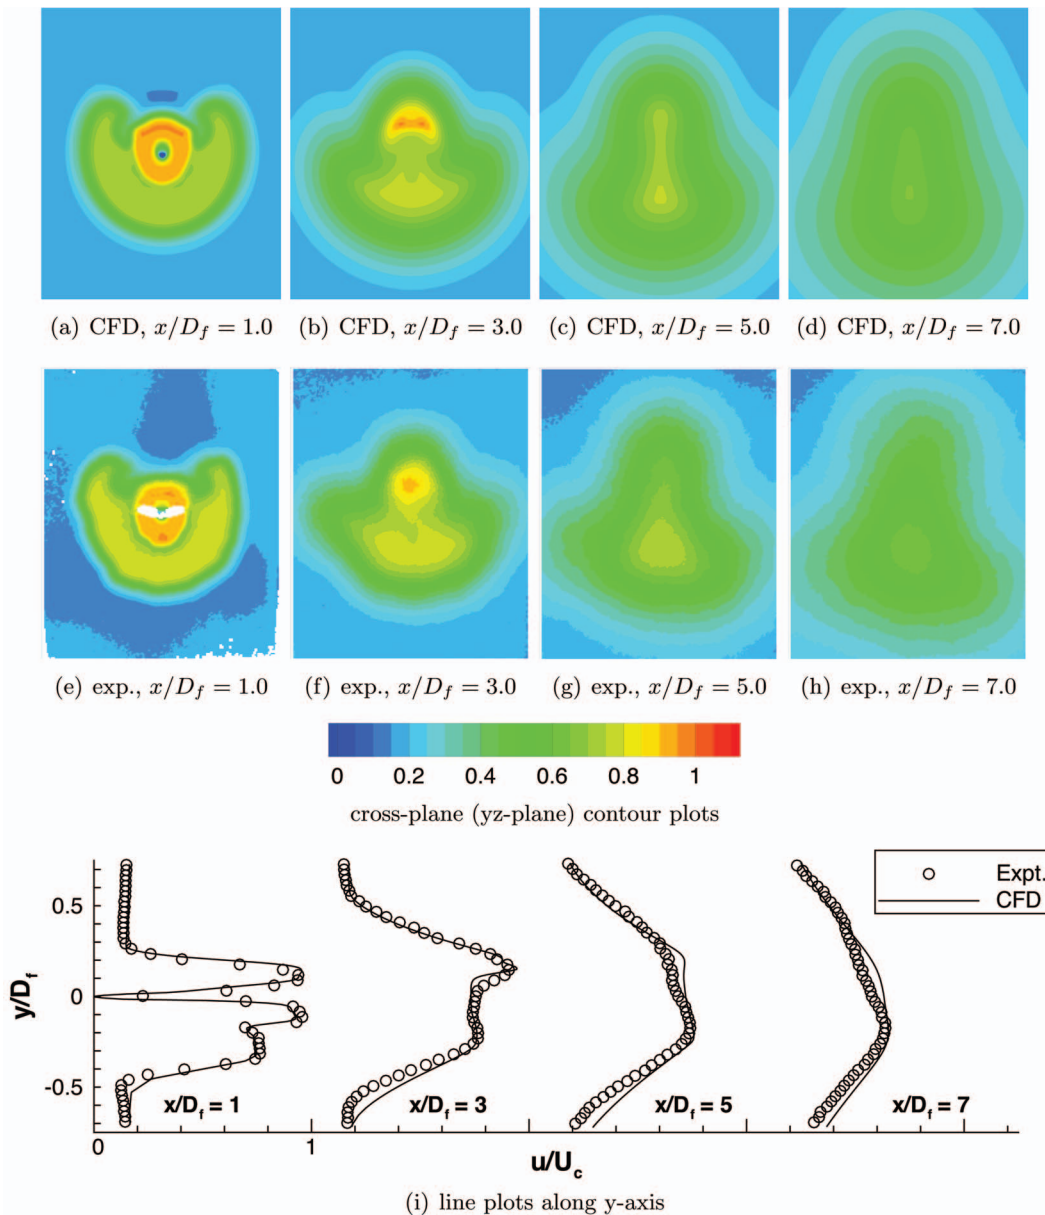 (a) CFD, x/D_f = 1.0
(b) CFD, x/D_f = 3.0
(c) CFD, x/D_f = 5.0
(d) CFD, x/D_f = 7.0
(e) exp., x/D_f = 1.0
(f) exp., x/D_f = 3.0
(g) exp., x/D_f = 5.0
(h) exp., x/D_f = 7.0
0 0.2 0.4 0.6 0.8 1
cross-plane (yz-plane) contour plots
Expt.
CFD
y/D_f
0.5
0
-0.5
x/D_f = 1
x/D_f = 3
x/D_f = 5
x/D_f = 7
0 1
u/U_c
(i) line plots along y-axis